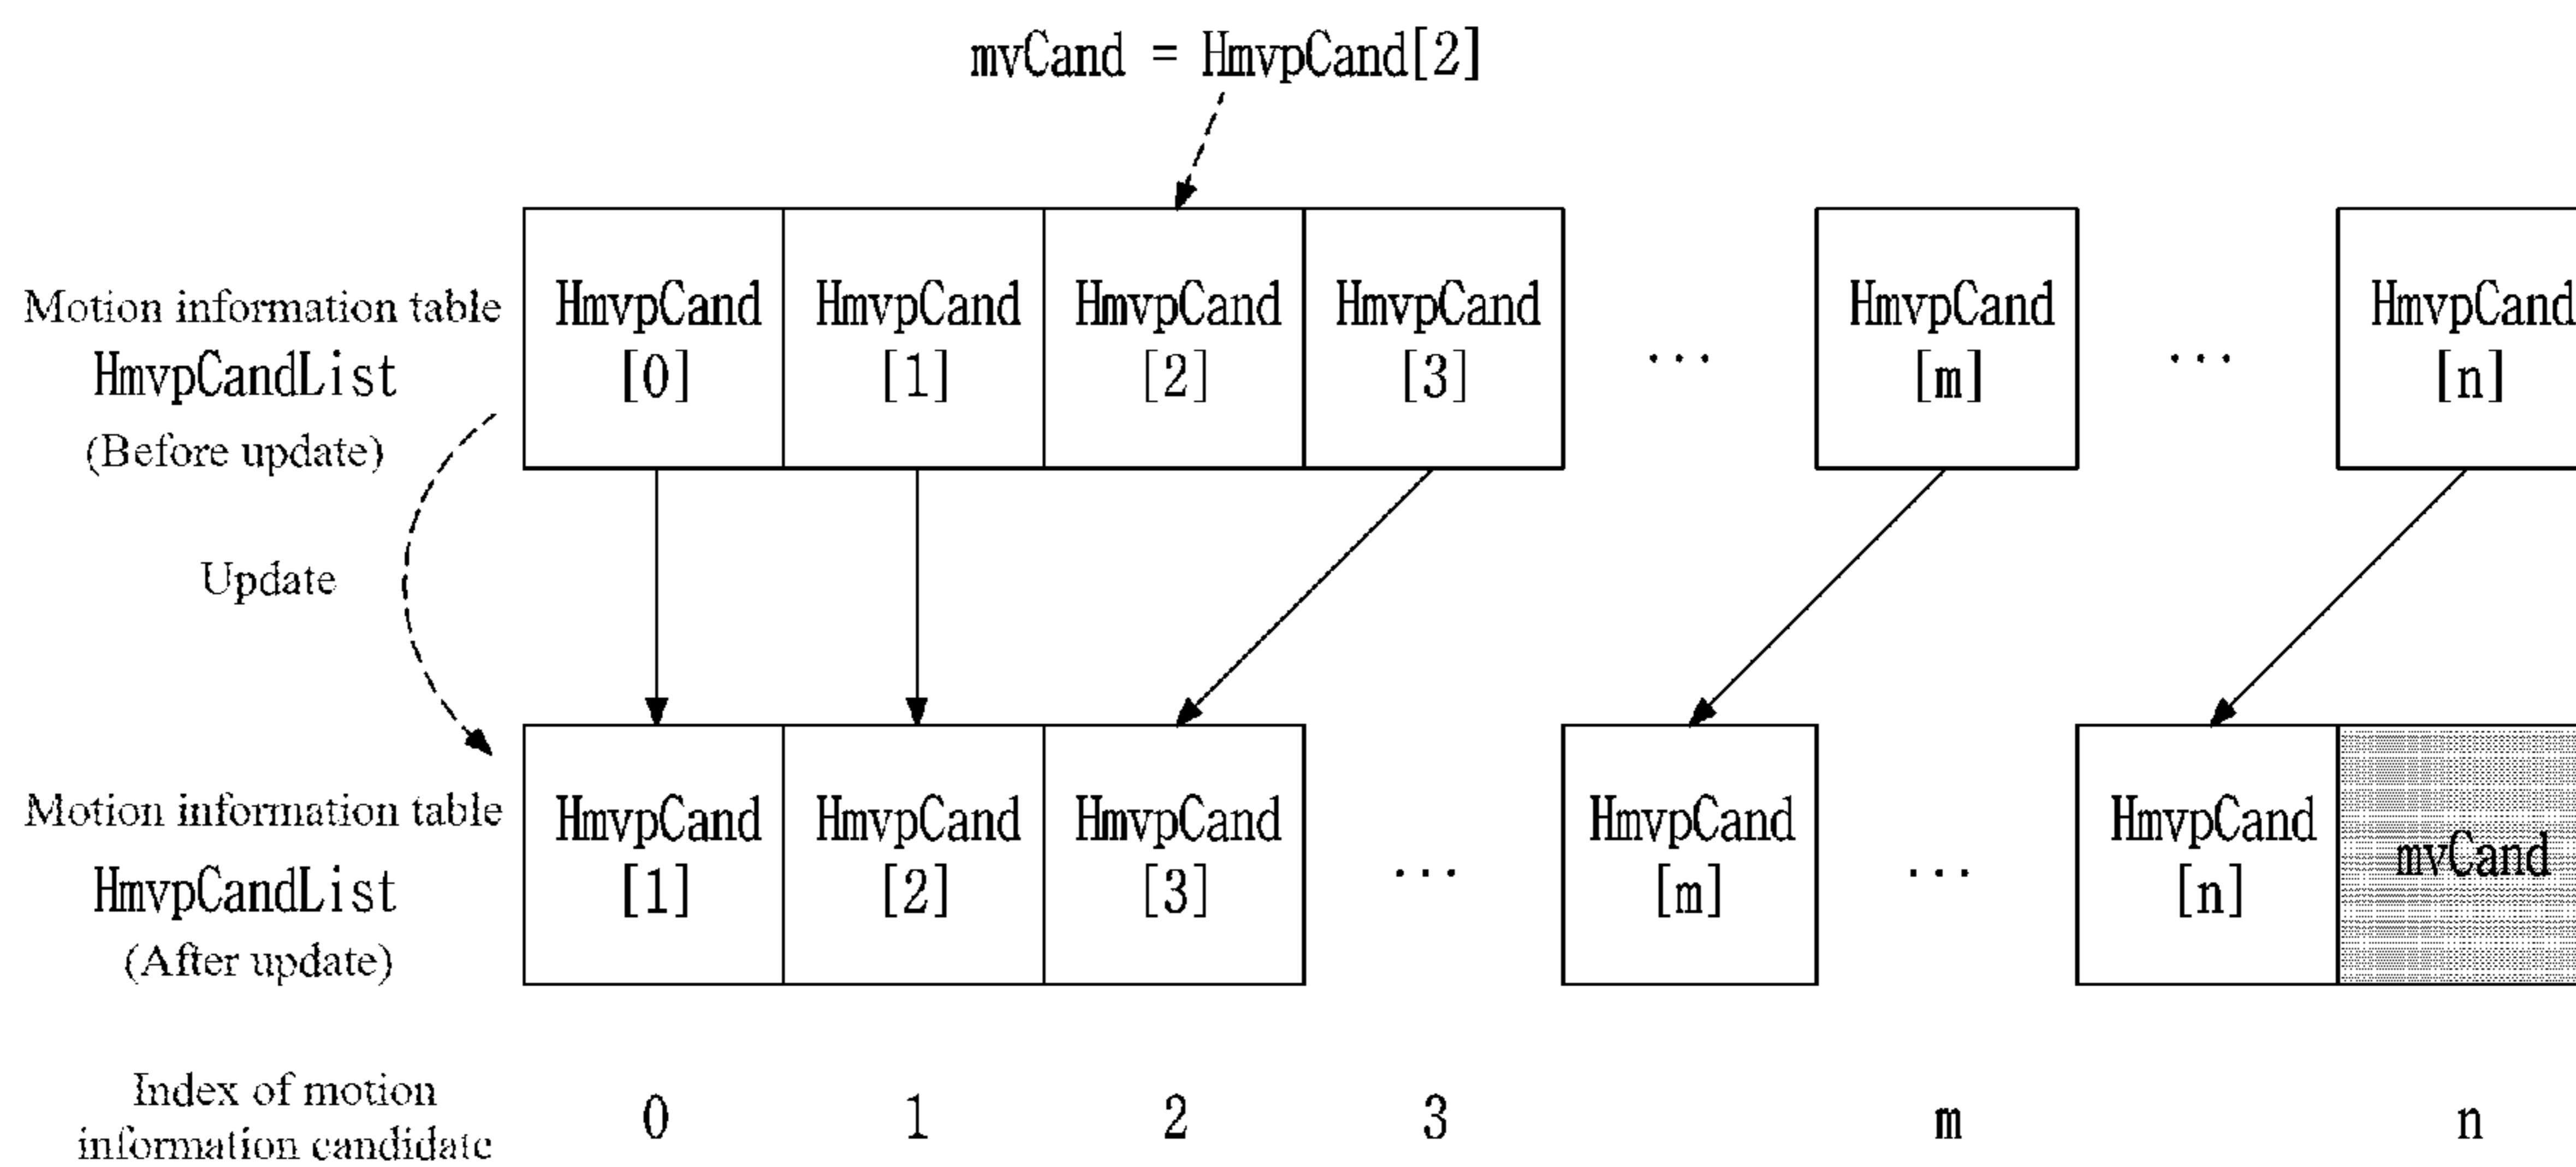 mvCand = HmvpCand[2]
Motion information table
HmvpCandList
(Before update)
HmvpCand
[0]
HmvpCand
[1]
HmvpCand
[2]
HmvpCand
[3]
...
HmvpCand
[m]
...
HmvpCand
[n]
Update
Motion information table
HmvpCandList
(After update)
HmvpCand
[1]
HmvpCand
[2]
HmvpCand
[3]
...
HmvpCand
[m]
...
HmvpCand
[n]
mvCand
Index of motion
information candidate
0
1
2
3
m
n